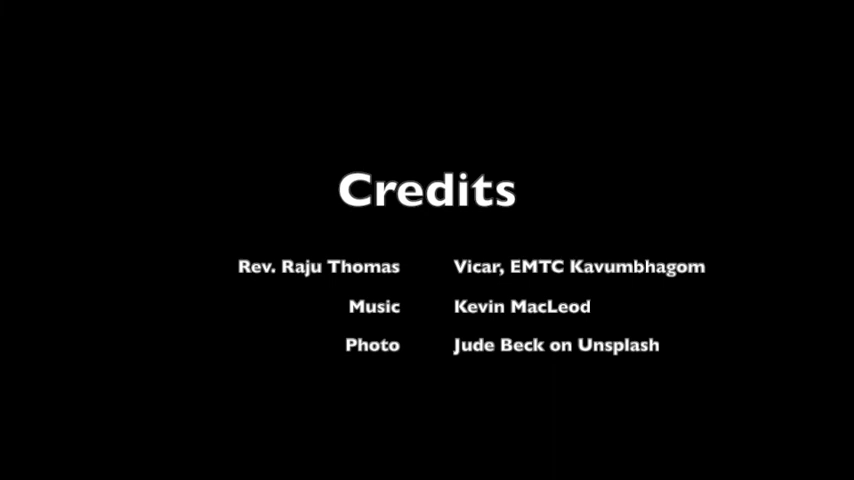 Credits
Rev. Raju Thomas Vicar, EMTC Kavumbhagom
Music Kevin MacLeod
Photo Jude Beck on Unsplash